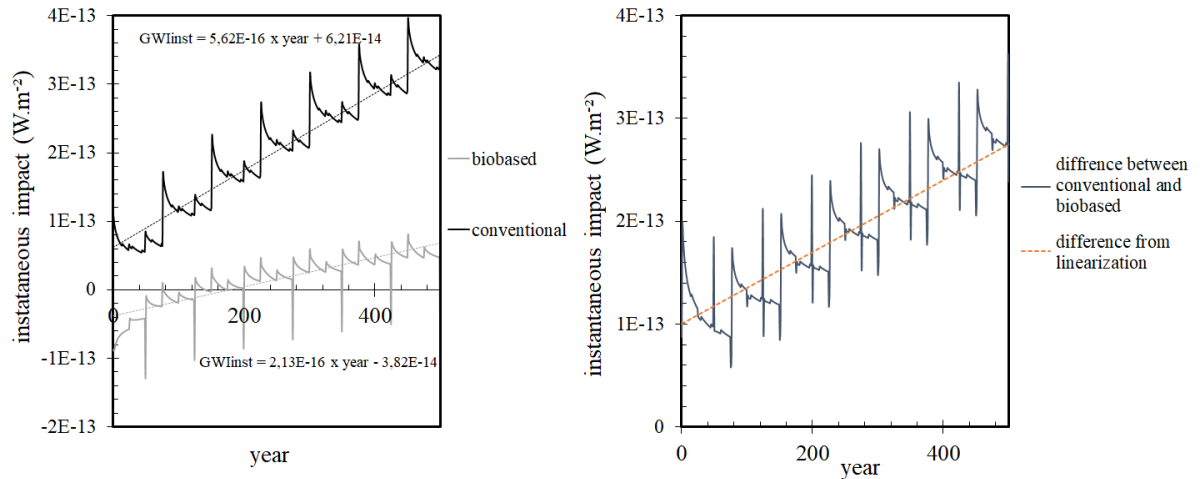 4E-13
3E-13
2E-13
1E-13
0
-1E-13
-2E-13
instataneous impact (W.m⁻²)
GWIinst = 5,62E-16 x year + 6,21E-14
GWIinst = 2,13E-16 x year - 3,82E-14
0
200
400
year
biobased
conventional
4E-13
3E-13
2E-13
1E-13
0
instantaneous impact (W.m⁻²)
0
200
400
year
diffrence between
conventional and
biobased
difference from
linearization